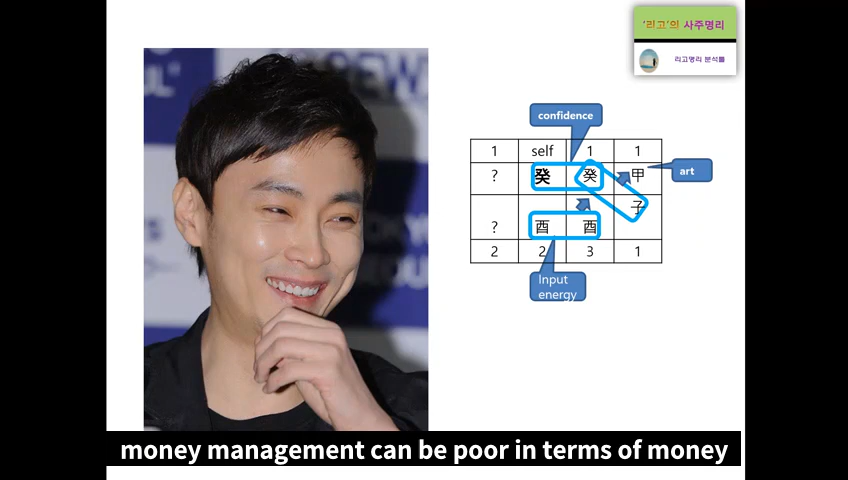 '리고'의 사주명리
리고명리 분석틀
confidence
1 self 1 1
? 癸 癸 甲
art
子
? 酉 酉
2 2 3 1
Input
energy
money management can be poor in terms of money